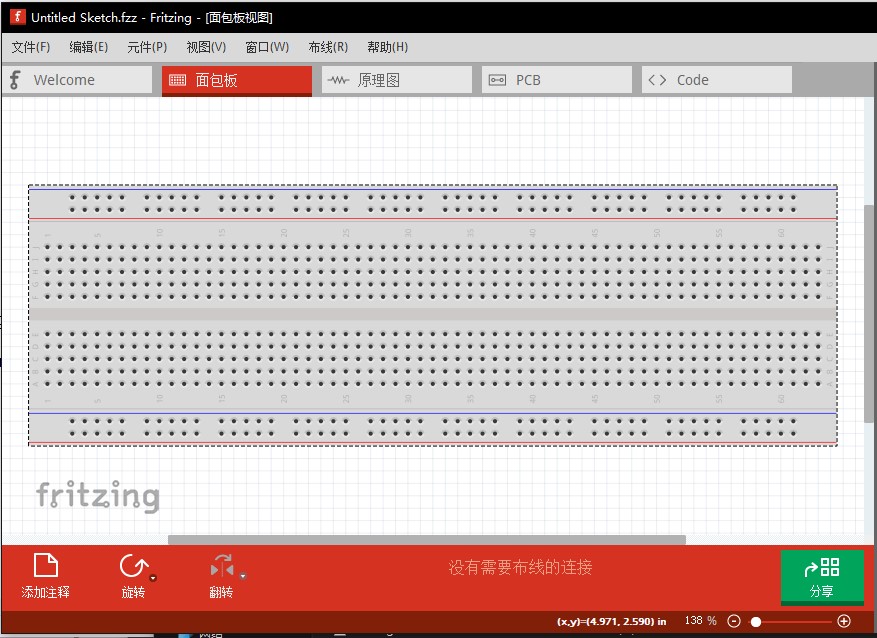 Untitled Sketch.fzz - Fritzing - [面包板视图]
文件(F) 编辑(E) 元件(P) 视图(V) 窗口(W) 布线(R) 帮助(H)
Welcome 面包板 原理图 PCB Code
1 5 10 15 20 25 30 35 40 45 50 55 60
J J
I I
H H
G G
F F
E E
D D
C C
B B
A A
1 5 10 15 20 25 30 35 40 45 50 55 60
fritzing
没有需要布线的连接
添加注释 旋转 翻转 分享
(x,y)=(4.971, 2.590) in 138 %